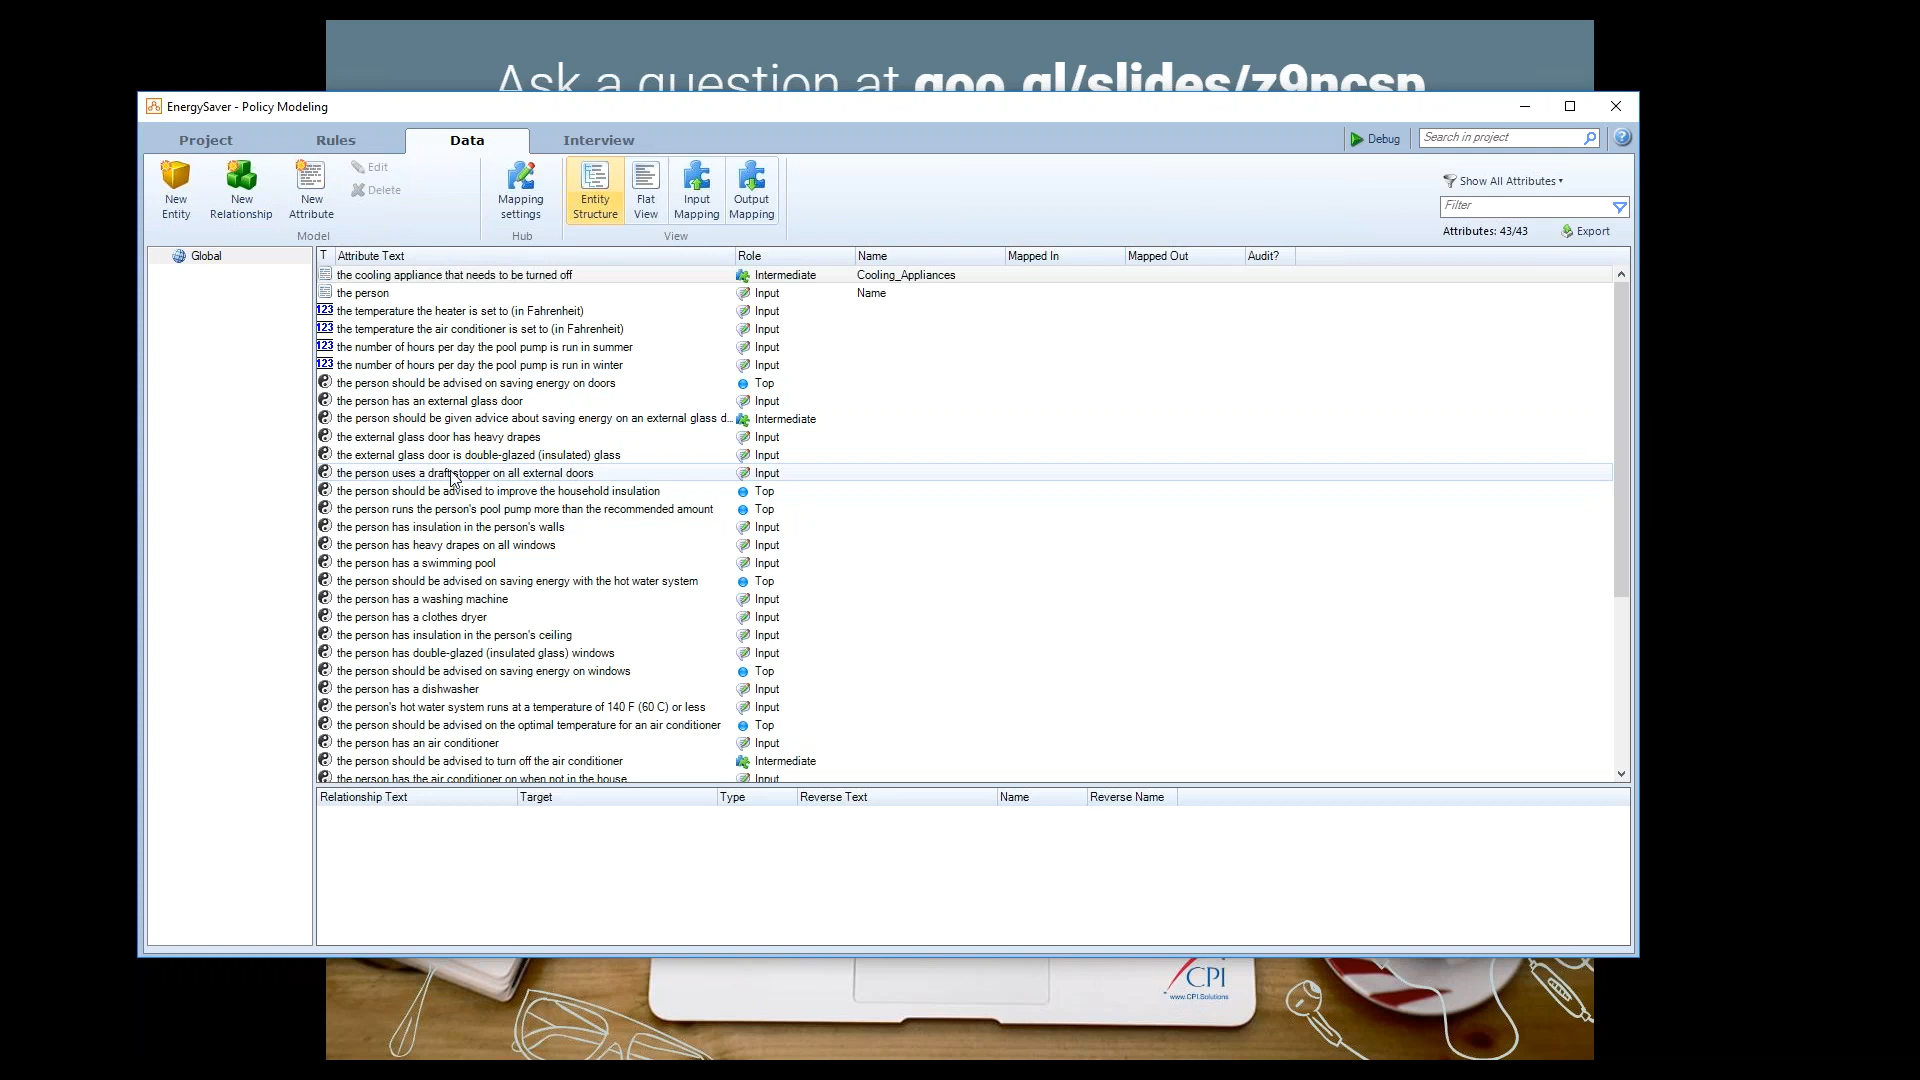 Ask a question at goo.gl/slides/z9ncsp
EnergySaver - Policy Modeling
Project Rules Data Interview Debug Search in project
New Entity New Relationship New Attribute Edit Delete Mapping settings Entity Structure Flat View Input Mapping Output Mapping Show All Attributes Filter
Model Hub View Attributes: 43/43 Export
Global
T Attribute Text Role Name Mapped In Mapped Out Audit?
the cooling appliance that needs to be turned off Intermediate Cooling_Appliances
the person Input Name
123 the temperature the heater is set to (in Fahrenheit) Input
123 the temperature the air conditioner is set to (in Fahrenheit) Input
123 the number of hours per day the pool pump is run in summer Input
123 the number of hours per day the pool pump is run in winter Input
the person should be advised on saving energy on doors Top
the person has an external glass door Input
the person should be given advice about saving energy on an external glass d... Intermediate
the external glass door has heavy drapes Input
the external glass door is double-glazed (insulated) glass Input
the person uses a draft stopper on all external doors Input
the person should be advised to improve the household insulation Top
the person runs the person's pool pump more than the recommended amount Top
the person has insulation in the person's walls Input
the person has heavy drapes on all windows Input
the person has a swimming pool Input
the person should be advised on saving energy with the hot water system Top
the person has a washing machine Input
the person has a clothes dryer Input
the person has insulation in the person's ceiling Input
the person has double-glazed (insulated glass) windows Input
the person should be advised on saving energy on windows Top
the person has a dishwasher Input
the person's hot water system runs at a temperature of 140 F (60 C) or less Input
the person should be advised on the optimal temperature for an air conditioner Top
the person has an air conditioner Input
the person should be advised to turn off the air conditioner Intermediate
the person has the air conditioner on when not in the house Input
Relationship Text Target Type Reverse Text Name Reverse Name
CPI
www.CPI.Solutions